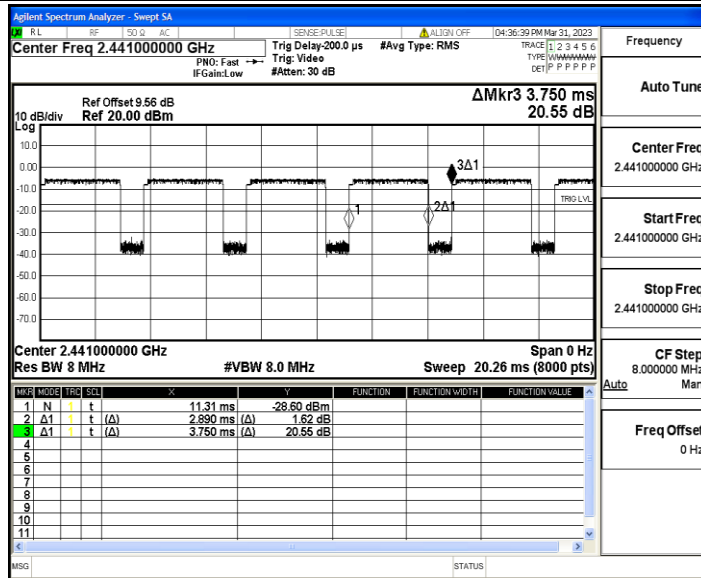 Agilent Spectrum Analyzer - Swept SA
RL RF 50 Ω AC SENSE:PULSE ALIGN OFF 04:36:39 PM Mar 31, 2023
Center Freq 2.441000000 GHz
PNO: Fast
IFGain:Low
Trig Delay-200.0 µs
Trig: Video
#Atten: 30 dB
#Avg Type: RMS
TRACE 1 2 3 4 5 6
TYPE WWWWWW
DET P P P P P P
Ref Offset 9.56 dB
10 dB/div Ref 20.00 dBm
Log
ΔMkr3 3.750 ms
20.55 dB
10.0
0.00
-10.0
-20.0
-30.0
-40.0
-50.0
-60.0
-70.0
3Δ1
TRIG LVL
1
2Δ1
Center 2.441000000 GHz Span 0 Hz
Res BW 8 MHz #VBW 8.0 MHz Sweep 20.26 ms (8000 pts)
MKR MODE TRC SCL X Y FUNCTION FUNCTION WIDTH FUNCTION VALUE
1 N 1 t 11.31 ms -28.60 dBm
2 Δ1 1 t (Δ) 2.890 ms (Δ) 1.62 dB
3 Δ1 1 t (Δ) 3.750 ms (Δ) 20.55 dB
4
5
6
7
8
9
10
11
MSG STATUS
Frequency
Auto Tune
Center Freq
2.441000000 GHz
Start Freq
2.441000000 GHz
Stop Freq
2.441000000 GHz
CF Step
8.000000 MHz
Auto Man
Freq Offset
0 Hz